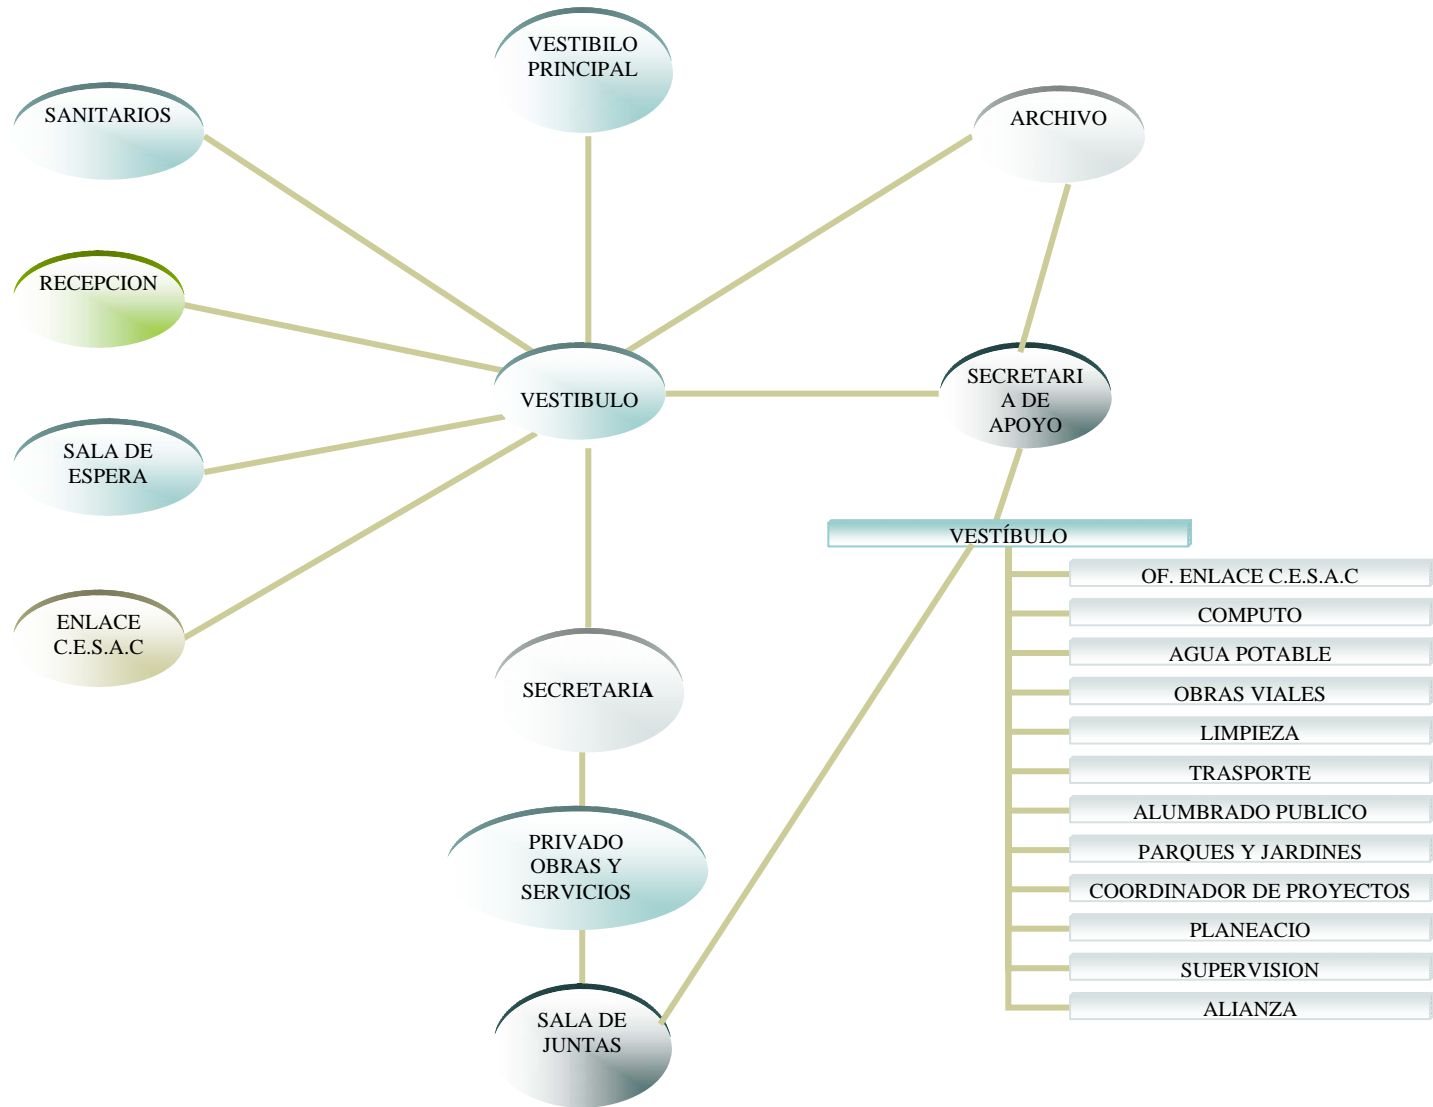 VESTIBILO
PRINCIPAL
SANITARIOS
ARCHIVO
RECEPCION
VESTIBULO
SECRETARI
A DE
APOYO
SALA DE
ESPERA
VESTÍBULO
OF. ENLACE C.E.S.A.C
COMPUTO
ENLACE
C.E.S.A.C
AGUA POTABLE
SECRETARIA
OBRAS VIALES
LIMPIEZA
TRASPORTE
ALUMBRADO PUBLICO
PRIVADO
OBRAS Y
SERVICIOS
PARQUES Y JARDINES
COORDINADOR DE PROYECTOS
PLANEACIO
SUPERVISION
ALIANZA
SALA DE
JUNTAS